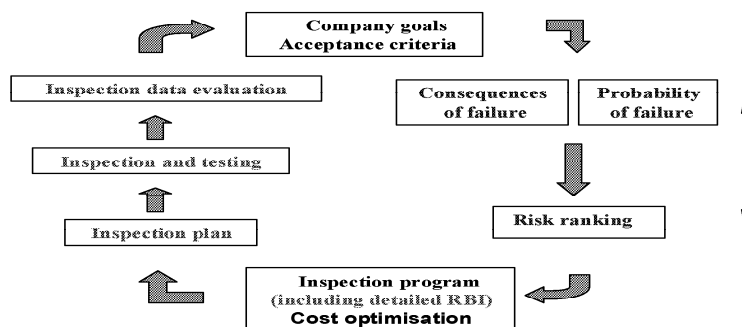 Company goals
Acceptance criteria
Consequences
of failure
Probability
of failure
Risk ranking
Inspection program
(including detailed RBI)
Cost optimisation
Inspection plan
Inspection and testing
Inspection data evaluation